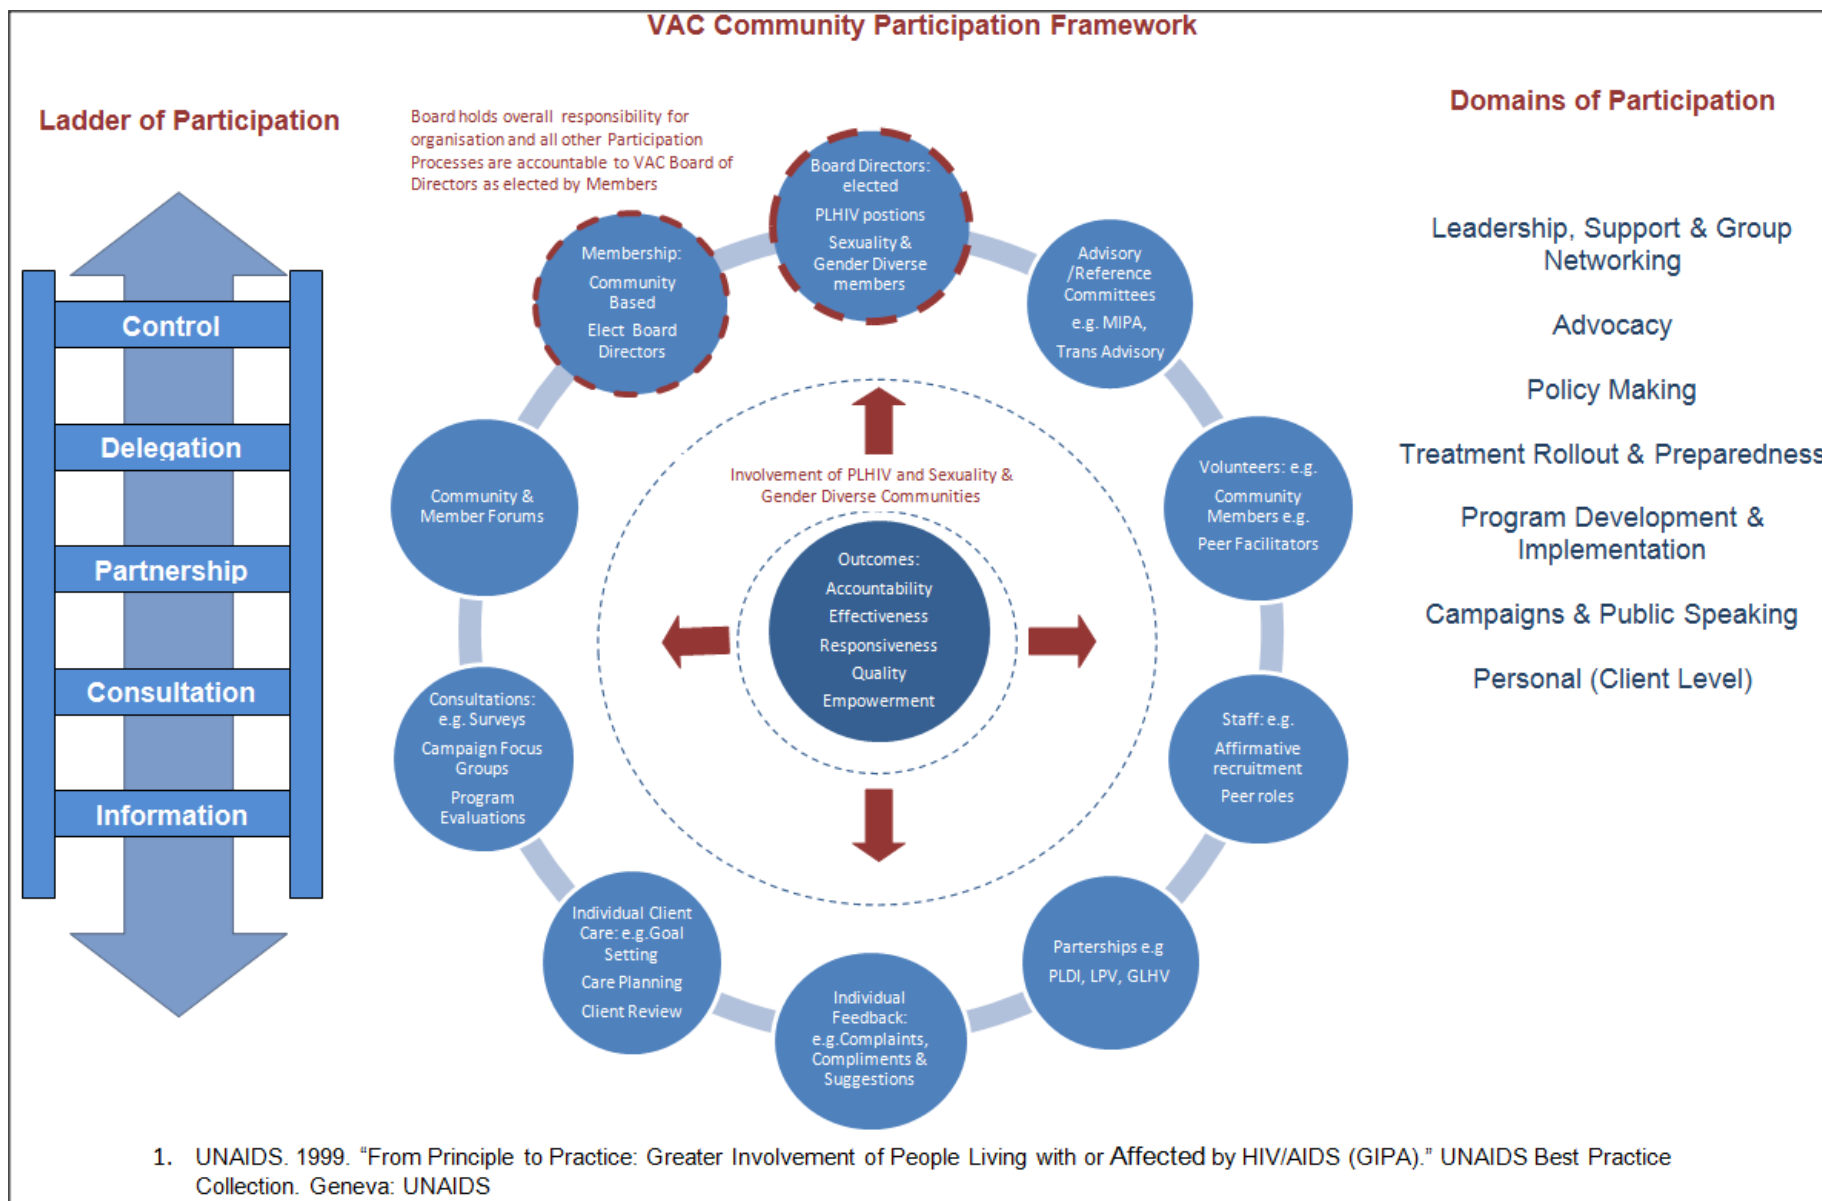 VAC Community Participation Framework
Ladder of Participation
Control
Delegation
Partnership
Consultation
Information
Board holds overall responsibility for
organisation and all other Participation
Processes are accountable to VAC Board of
Directors as elected by Members
Board Directors:
elected
PLHIV postions
Sexuality &
Gender Diverse
members
Advisory
/Reference
Committees
e.g. MIPA,
Trans Advisory
Volunteers: e.g.
Community
Members e.g.
Peer Facilitators
Staff: e.g.
Affirmative
recruitment
Peer roles
Parterships e.g
PLDI, LPV, GLHV
Individual
Feedback:
e.g.Complaints,
Compliments &
Suggestions
Individual Client
Care: e.g.Goal
Setting
Care Planning
Client Review
Consultations:
e.g. Surveys
Campaign Focus
Groups
Program
Evaluations
Community &
Member Forums
Membership:
Community
Based
Elect Board
Directors
Involvement of PLHIV and Sexuality &
Gender Diverse Communities
Outcomes:
Accountability
Effectiveness
Responsiveness
Quality
Empowerment
Domains of Participation
Leadership, Support & Group
Networking
Advocacy
Policy Making
Treatment Rollout & Preparedness
Program Development &
Implementation
Campaigns & Public Speaking
Personal (Client Level)
1. UNAIDS. 1999. “From Principle to Practice: Greater Involvement of People Living with or Affected by HIV/AIDS (GIPA).” UNAIDS Best Practice
Collection. Geneva: UNAIDS